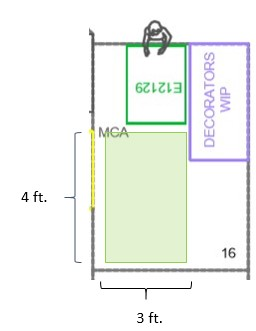 E12129
DECORATORS
WIP
MCA
4 ft.
16
3 ft.